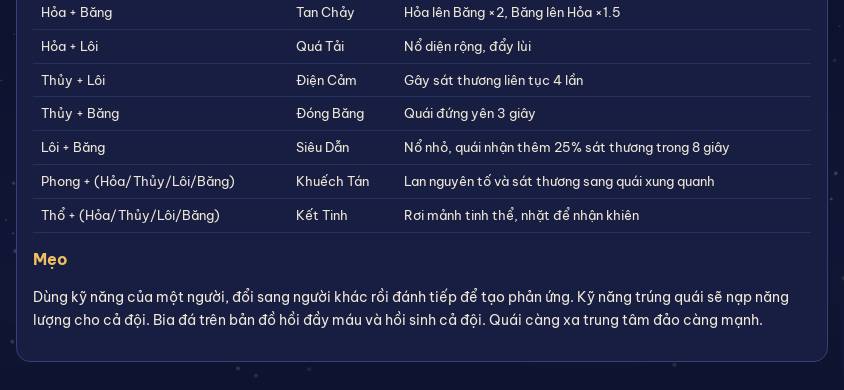 Hỏa + Băng Tan Chảy Hỏa lên Băng ×2, Băng lên Hỏa ×1.5
Hỏa + Lôi Quá Tải Nổ diện rộng, đẩy lùi
Thủy + Lôi Điện Cảm Gây sát thương liên tục 4 lần
Thủy + Băng Đóng Băng Quái đứng yên 3 giây
Lôi + Băng Siêu Dẫn Nổ nhỏ, quái nhận thêm 25% sát thương trong 8 giây
Phong + (Hỏa/Thủy/Lôi/Băng) Khuếch Tán Lan nguyên tố và sát thương sang quái xung quanh
Thổ + (Hỏa/Thủy/Lôi/Băng) Kết Tinh Rơi mảnh tinh thể, nhặt để nhận khiên
Mẹo
Dùng kỹ năng của một người, đổi sang người khác rồi đánh tiếp để tạo phản ứng. Kỹ năng trúng quái sẽ nạp năng
lượng cho cả đội. Bia đá trên bản đồ hồi đầy máu và hồi sinh cả đội. Quái càng xa trung tâm đảo càng mạnh.